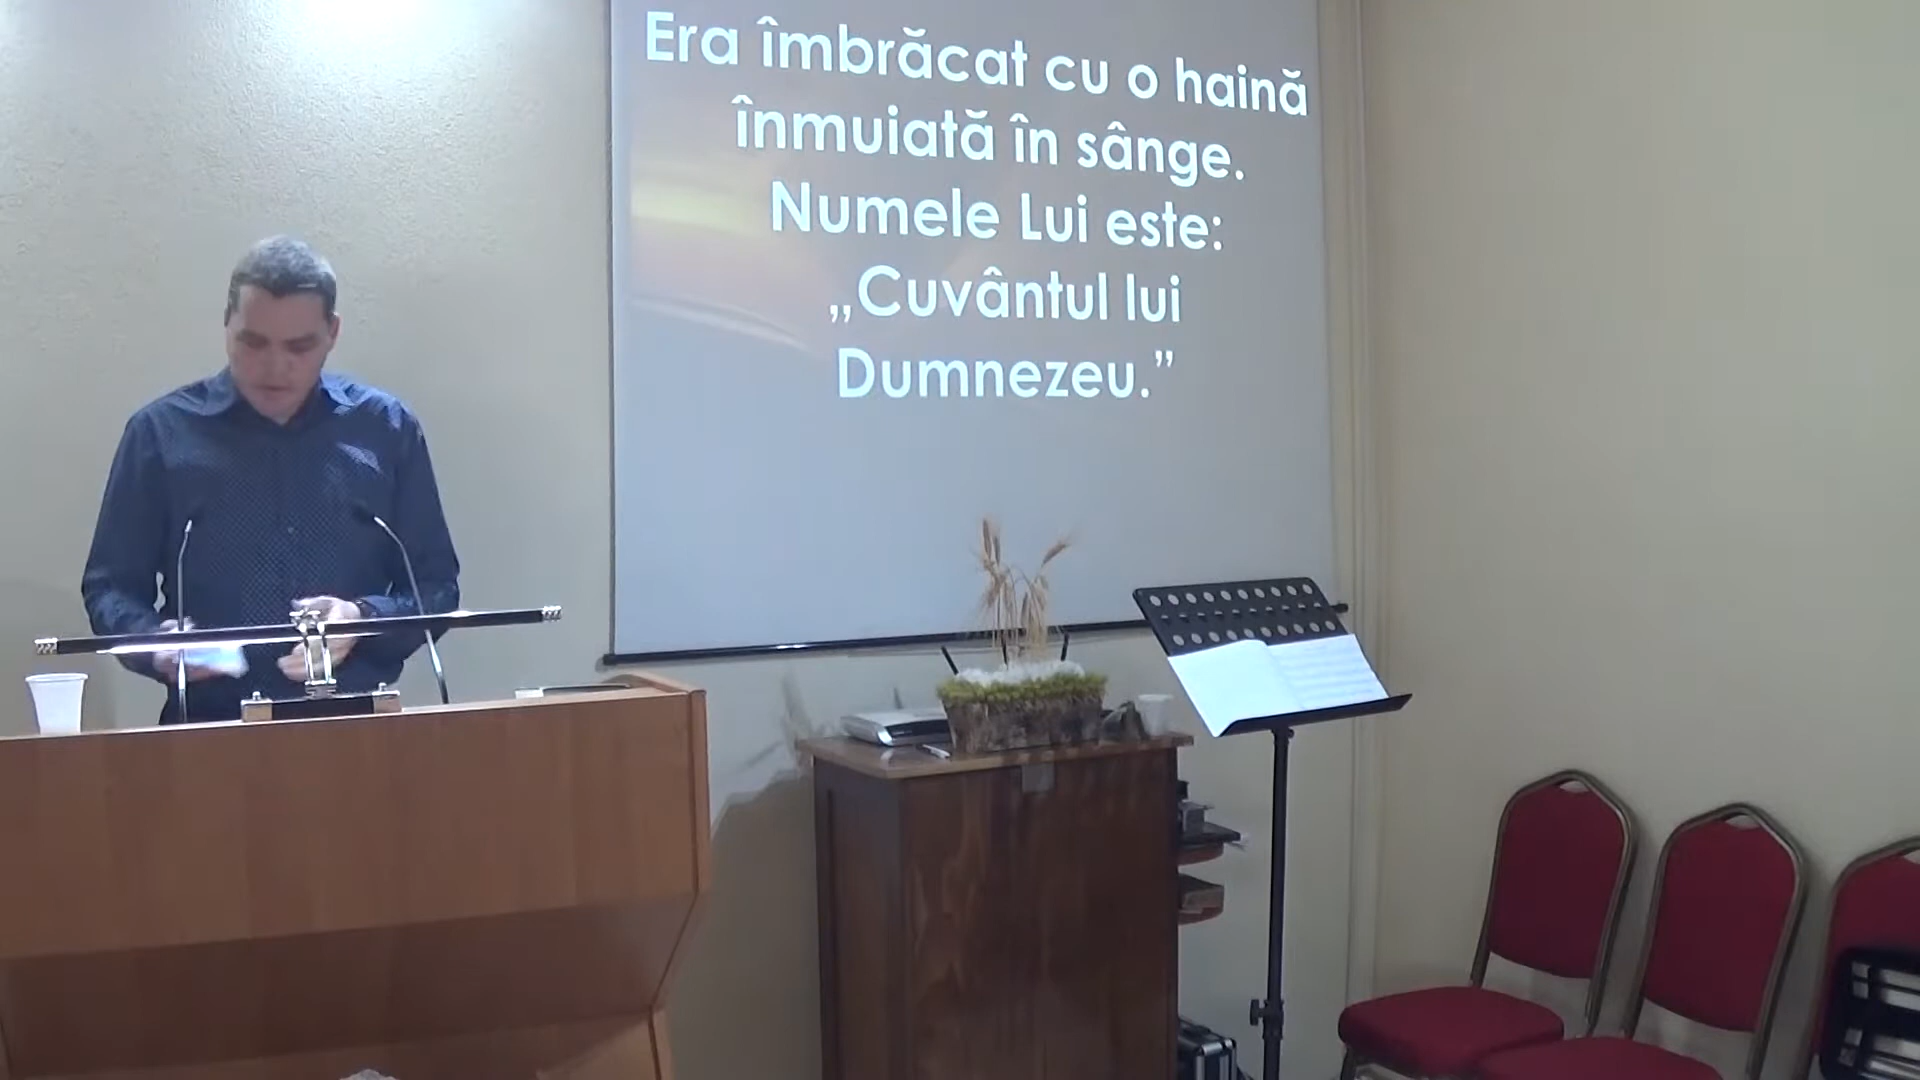 Era îmbrăcat cu o haină
înmuiată în sânge.
Numele Lui este:
„Cuvântul lui
Dumnezeu.”